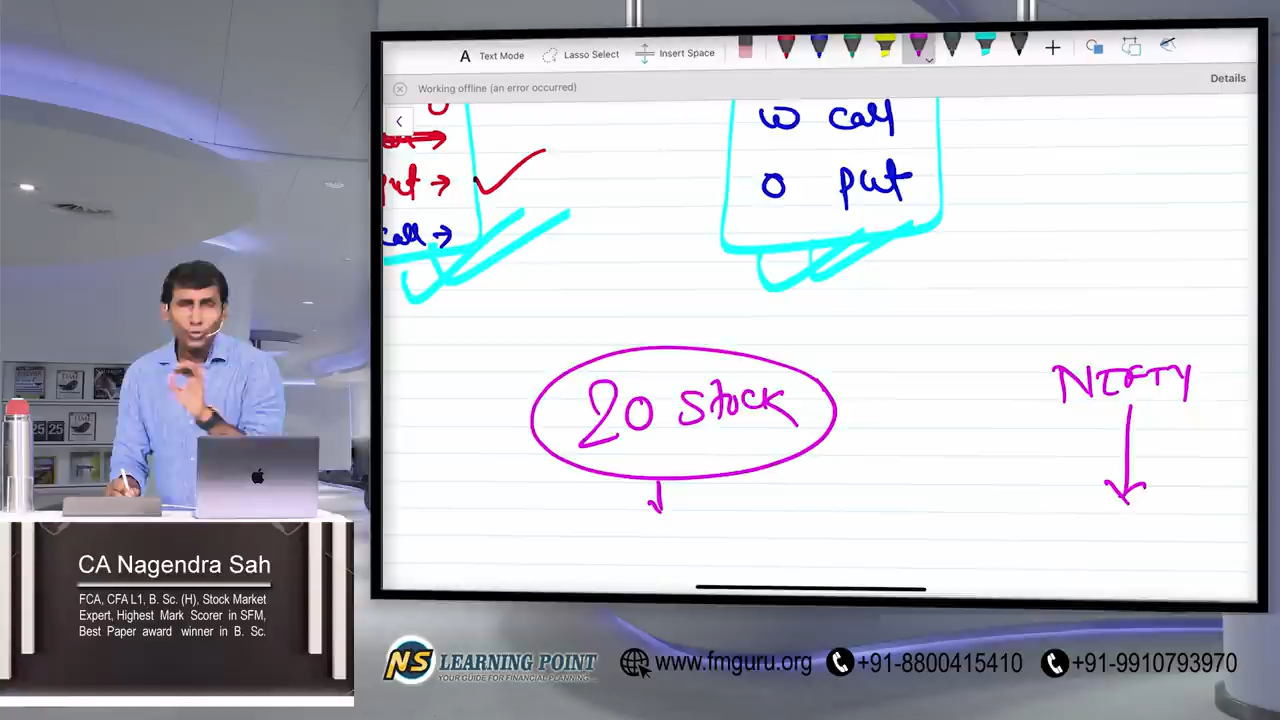 Text Mode
Lasso Select
Insert Space
Working offline (an error occurred)
Details
put →
call →
w call
o put
20 Stock
NIFTY
CA Nagendra Sah
FCA, CFA L1, B. Sc. (H), Stock Market
Expert, Highest Mark Scorer in SFM,
Best Paper award winner in B. Sc.
NS LEARNING POINT
YOUR GUIDE FOR FINANCIAL PLANNING...
www.fmguru.org
+91-8800415410
+91-9910793970